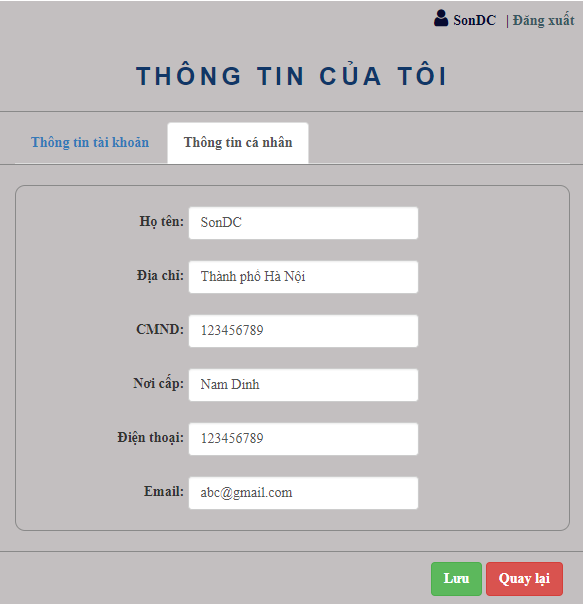 SonDC | Đăng xuất
THÔNG TIN CỦA TÔI
Thông tin tài khoản Thông tin cá nhân
Họ tên: SonDC
Địa chỉ: Thành phố Hà Nội
CMND: 123456789
Nơi cấp: Nam Dinh
Điện thoại: 123456789
Email: abc@gmail.com
Lưu Quay lại